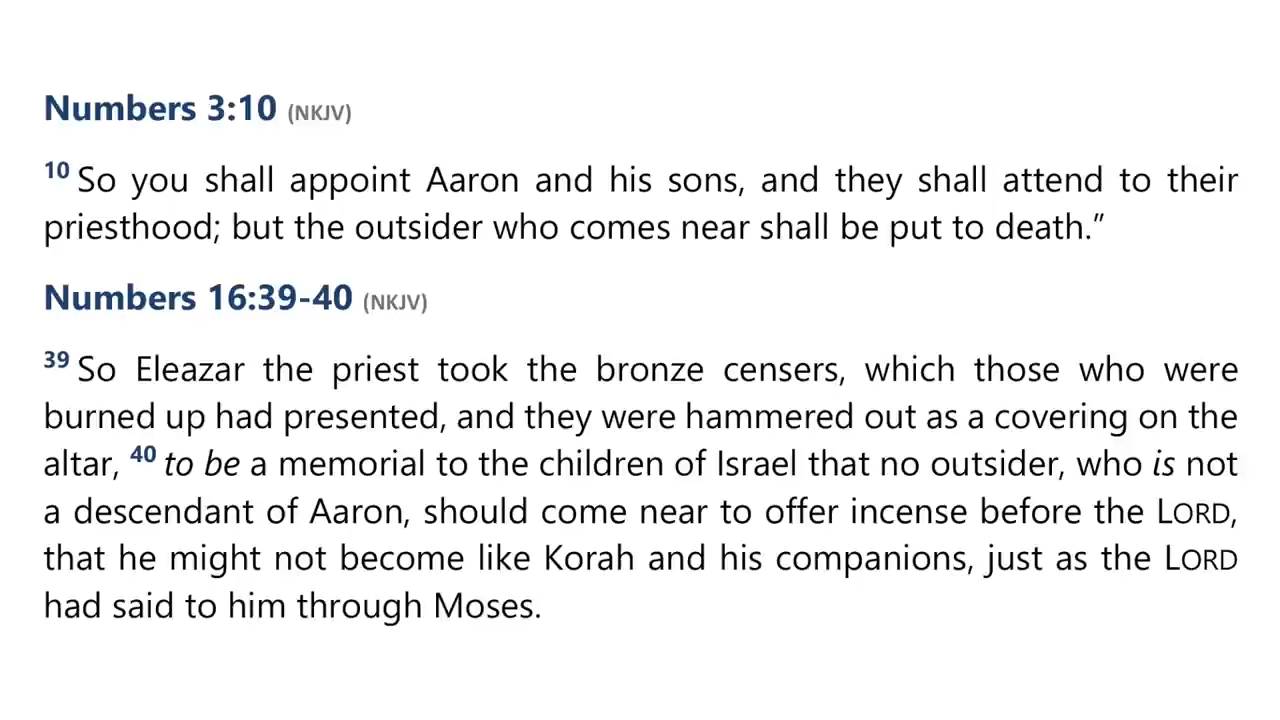 Numbers 3:10 (NKJV)
10 So you shall appoint Aaron and his sons, and they shall attend to their
priesthood; but the outsider who comes near shall be put to death.”
Numbers 16:39-40 (NKJV)
39 So Eleazar the priest took the bronze censers, which those who were
burned up had presented, and they were hammered out as a covering on the
altar, 40 to be a memorial to the children of Israel that no outsider, who is not
a descendant of Aaron, should come near to offer incense before the LORD,
that he might not become like Korah and his companions, just as the LORD
had said to him through Moses.